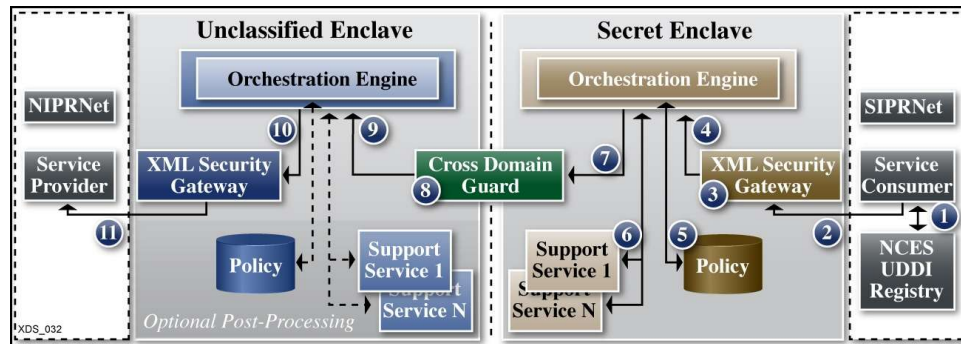 Unclassified Enclave
Orchestration Engine
NIPRNet
Service
Provider
10
9
XML Security
Gateway
11
8
Cross Domain
Guard
7
Policy
Support
Service 1
Support
Service N
Optional Post-Processing
XDS_032
Secret Enclave
Orchestration Engine
4
XML Security
Gateway
3
2
6
5
Support
Service 1
Support
Service N
Policy
SIPRNet
Service
Consumer
1
NCES
UDDI
Registry